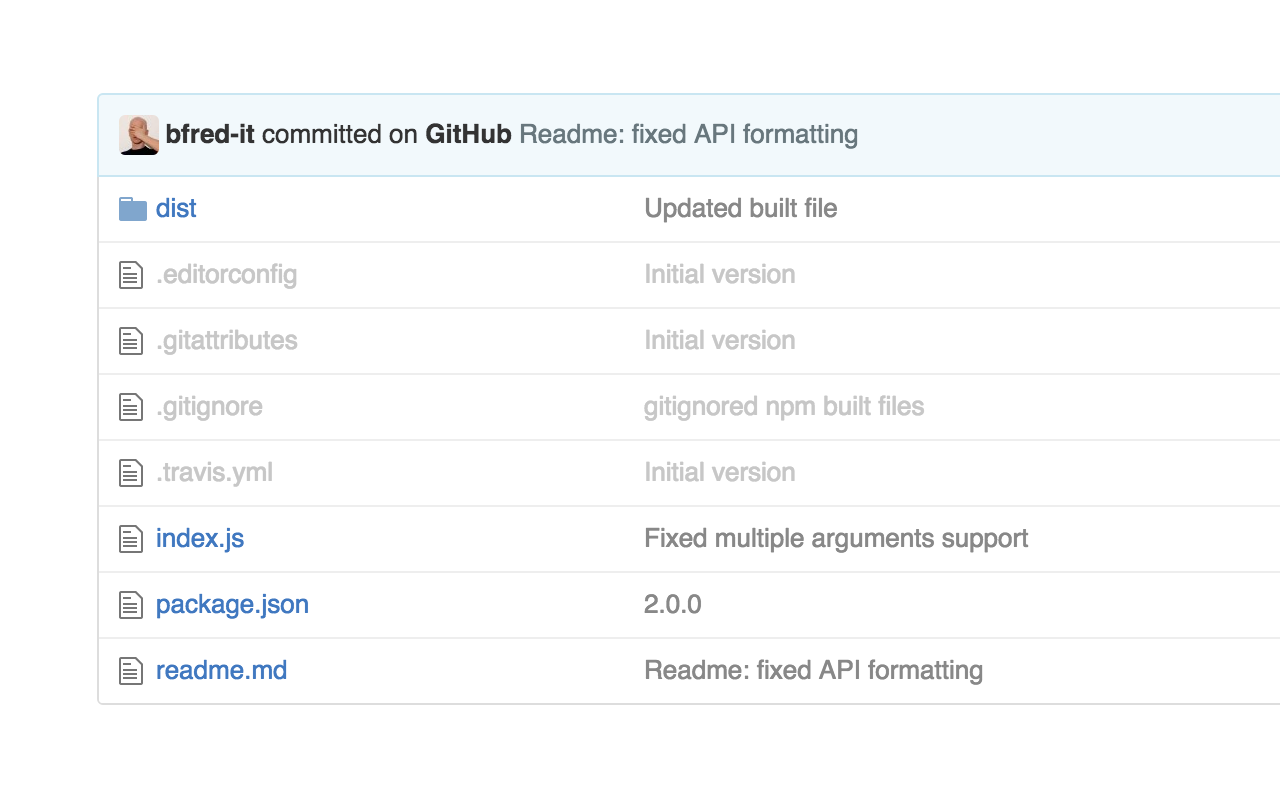 bfred-it committed on GitHub Readme: fixed API formatting
dist Updated built file
.editorconfig Initial version
.gitattributes Initial version
.gitignore gitignored npm built files
.travis.yml Initial version
index.js Fixed multiple arguments support
package.json 2.0.0
readme.md Readme: fixed API formatting